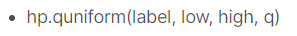 • hp.quniform(label, low, high, q)